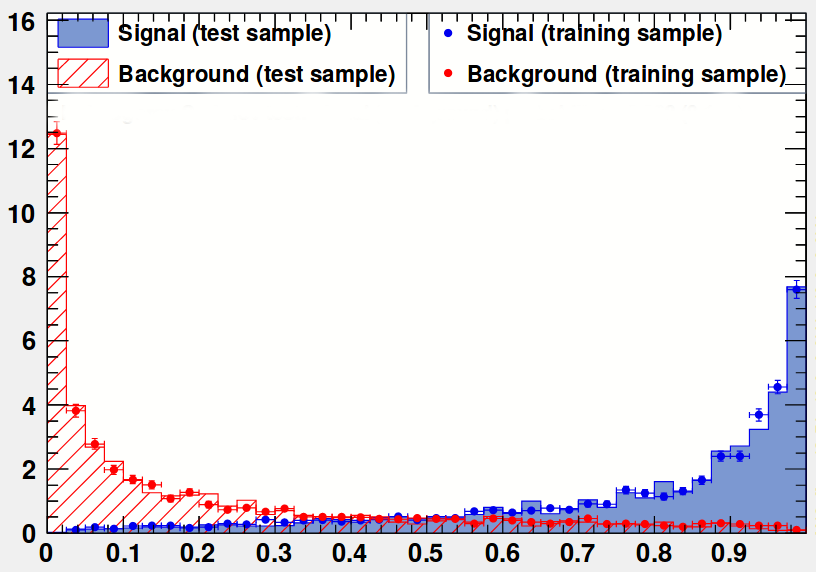 16
Signal (test sample)
Signal (training sample)
14
Background (test sample)
Background (training sample)
12
10
8
6
4
2
0
0 0.1 0.2 0.3 0.4 0.5 0.6 0.7 0.8 0.9